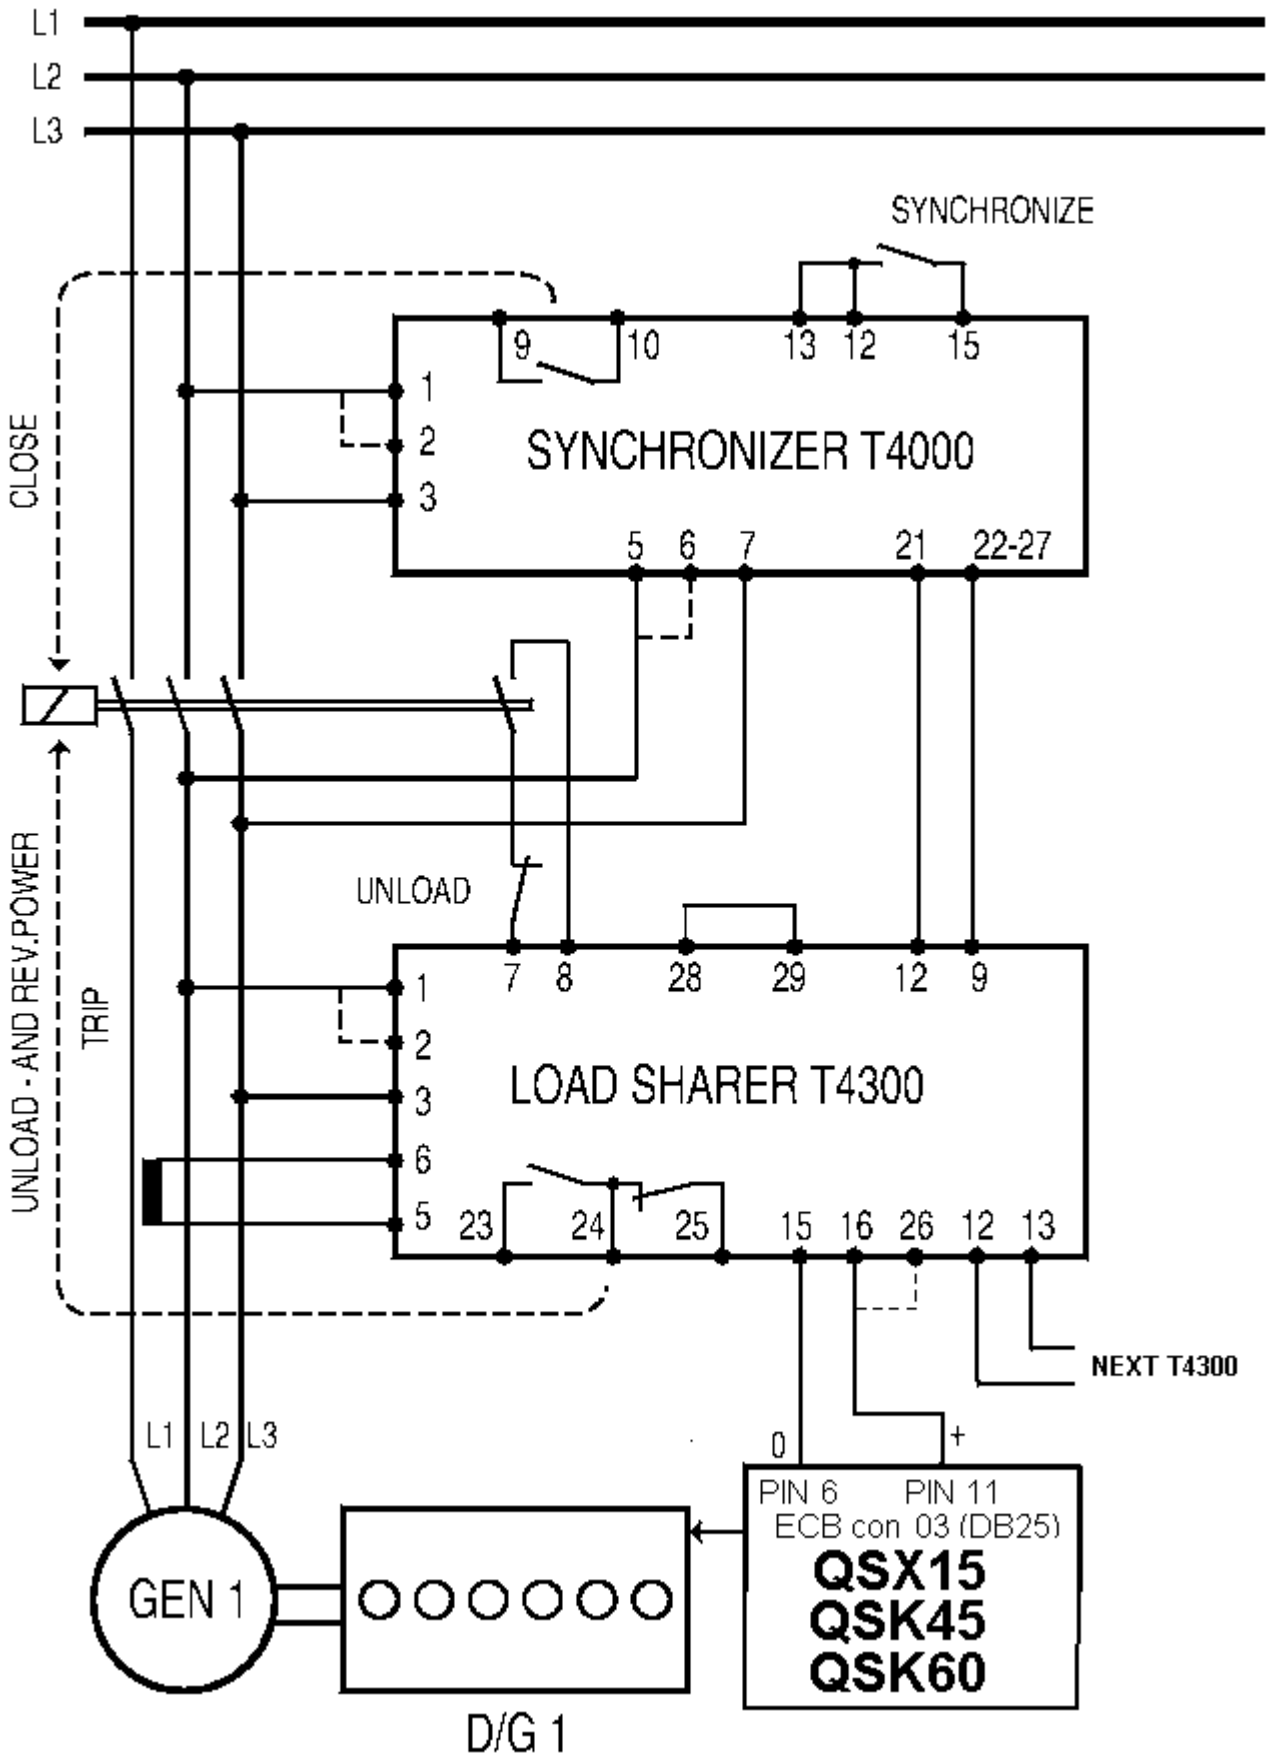 L1
L2
L3
SYNCHRONIZE
9
10
13
12
15
1
2
3
SYNCHRONIZER T4000
5
6
7
21
22-27
CLOSE
UNLOAD - AND REV.POWER
TRIP
UNLOAD
7
8
28
29
12
9
1
2
3
6
5
LOAD SHARER T4300
23
24
25
15
16
26
12
13
NEXT T4300
L1
L2
L3
0
+
PIN 6
PIN 11
ECB con 03 (DB25)
QSX15
QSK45
QSK60
GEN 1
D/G 1